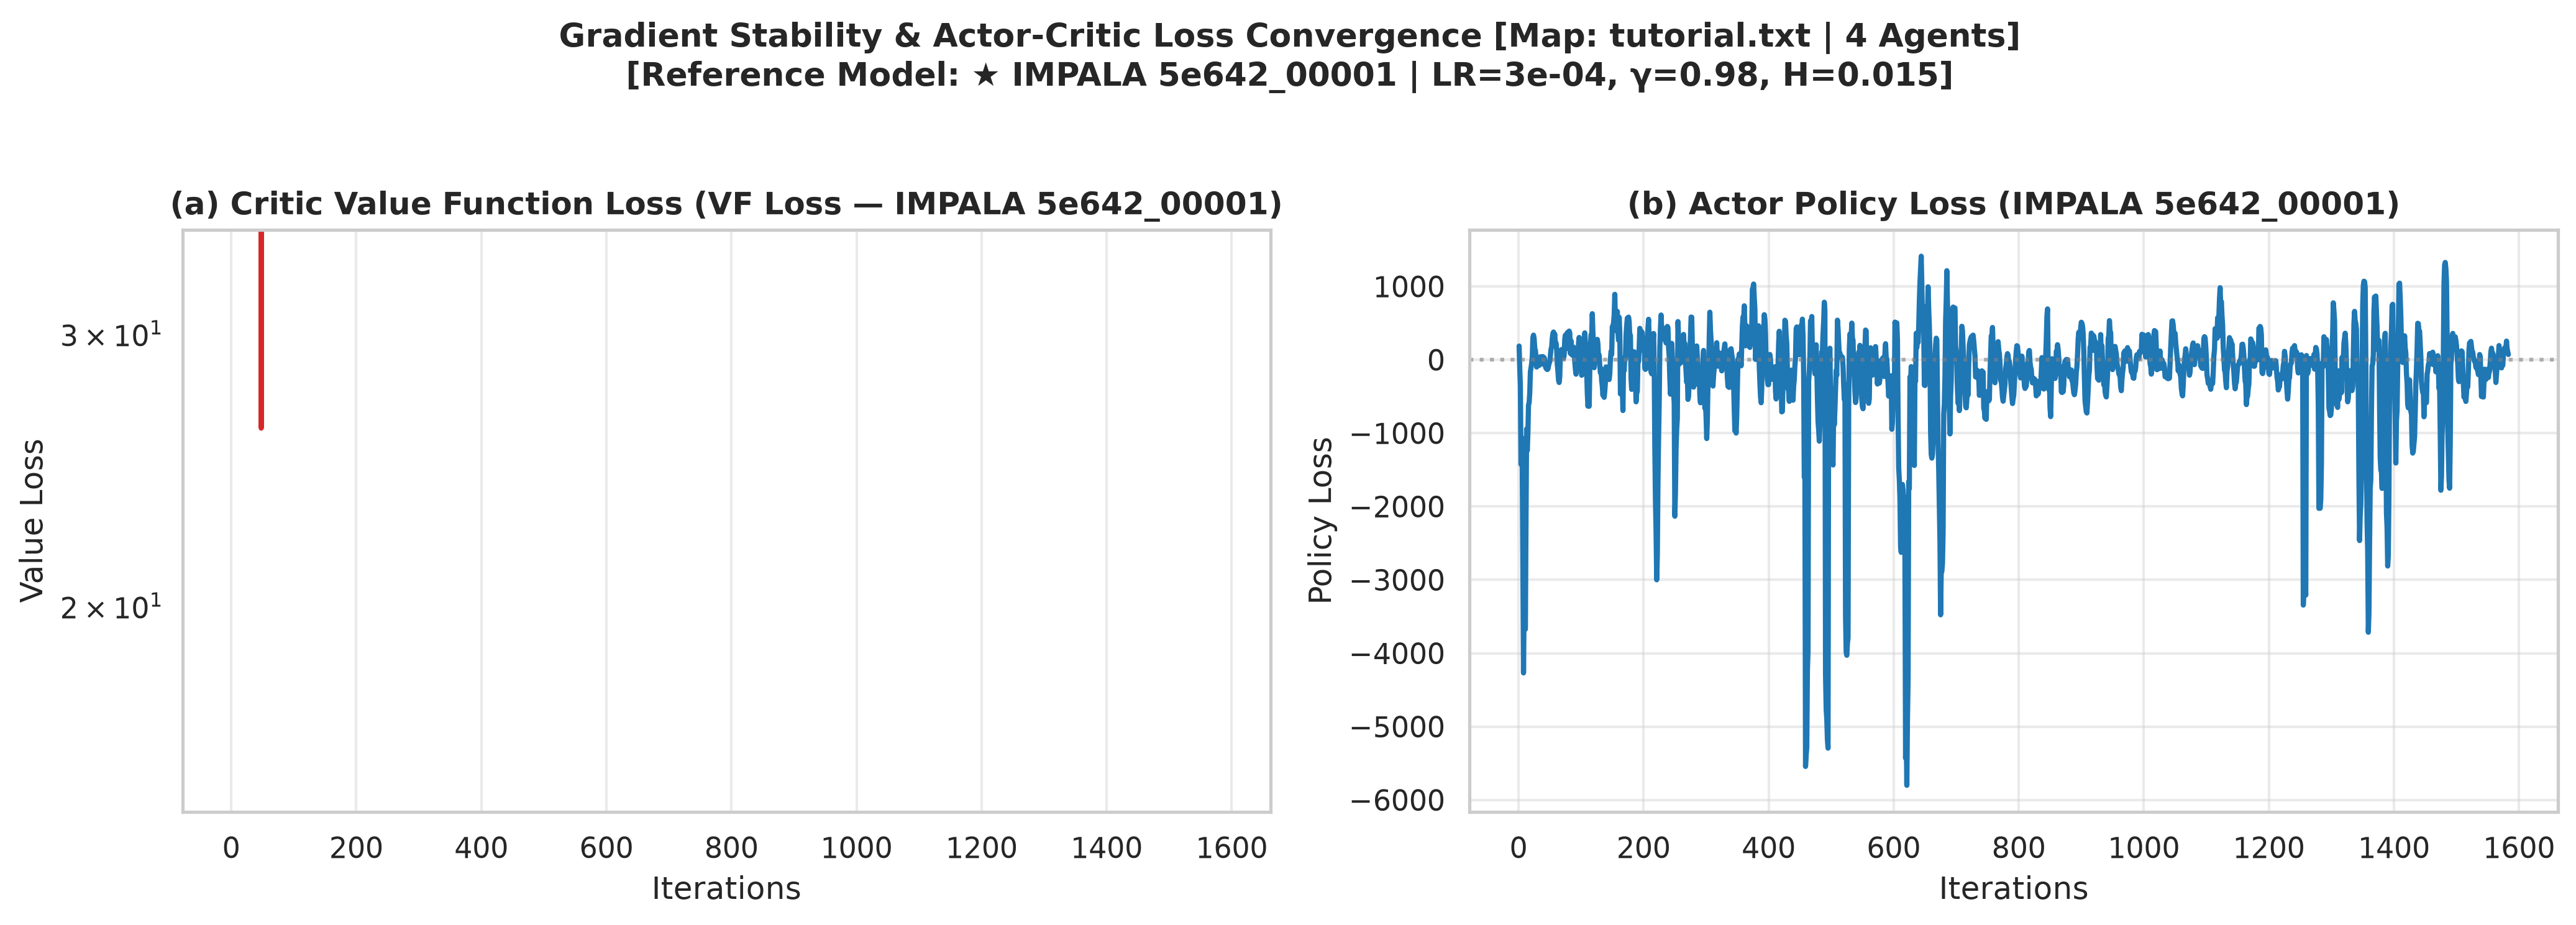 Gradient Stability & Actor-Critic Loss Convergence [Map: tutorial.txt | 4 Agents]
[Reference Model: ★ IMPALA 5e642_00001 | LR=3e-04, γ=0.98, H=0.015]
(a) Critic Value Function Loss (VF Loss — IMPALA 5e642_00001)
Value Loss
3 × 10¹
2 × 10¹
0 200 400 600 800 1000 1200 1400 1600
Iterations
(b) Actor Policy Loss (IMPALA 5e642_00001)
Policy Loss
1000
0
−1000
−2000
−3000
−4000
−5000
−6000
0 200 400 600 800 1000 1200 1400 1600
Iterations